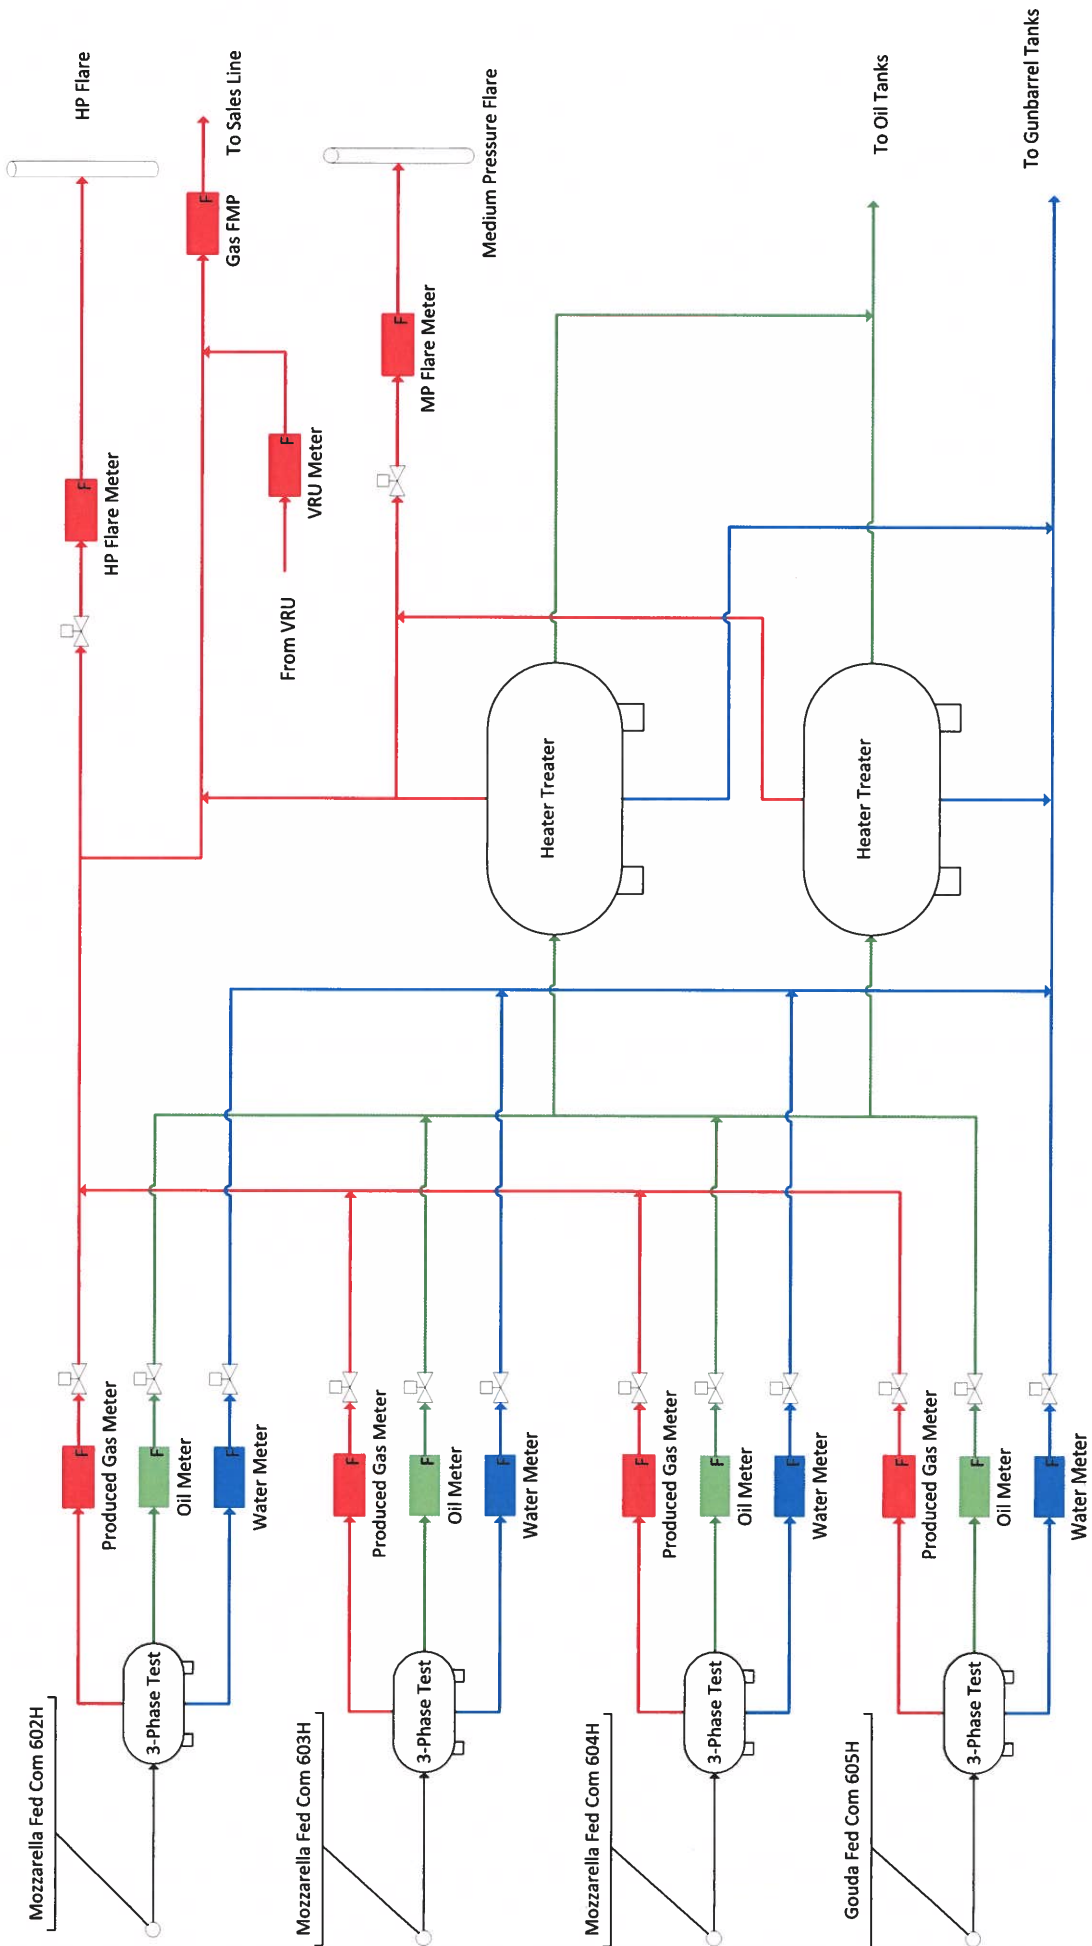 Mozzarella Fed Com 602H
3-Phase Test
F
Produced Gas Meter
F
Oil Meter
F
Water Meter
Mozzarella Fed Com 603H
3-Phase Test
F
Produced Gas Meter
F
Oil Meter
F
Water Meter
Mozzarella Fed Com 604H
3-Phase Test
F
Produced Gas Meter
F
Oil Meter
F
Water Meter
Gouda Fed Com 605H
3-Phase Test
F
Produced Gas Meter
F
Oil Meter
F
Water Meter
Heater Treater
Heater Treater
F
HP Flare Meter
HP Flare
F
Gas FMP
To Sales Line
From VRU
F
VRU Meter
F
MP Flare Meter
Medium Pressure Flare
To Oil Tanks
To Gunbarrel Tanks